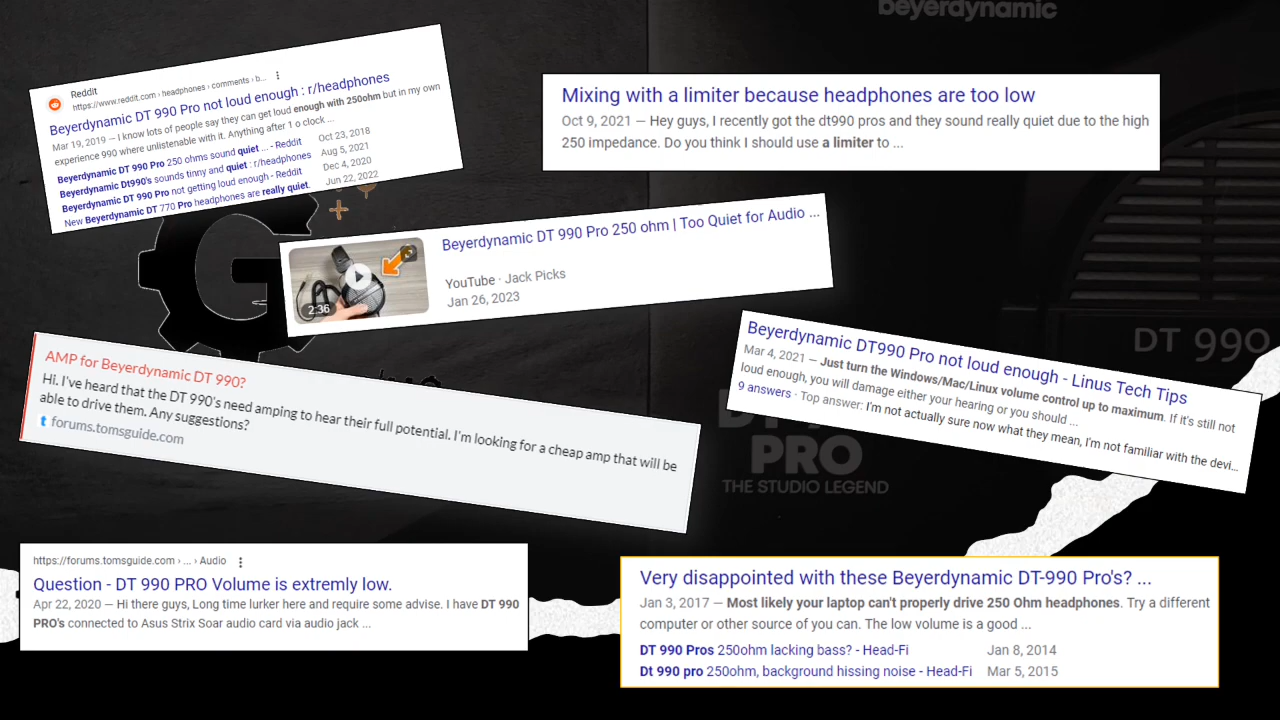 beyerdynamic
Reddit
https://www.reddit.com › headphones › comments › b...
Beyerdynamic DT 990 Pro not loud enough : r/headphones
Mar 19, 2019 — I know lots of people say they can get loud enough with 250ohm but in my own
experience 990 where unlistenable with it. Anything after 1 o clock ...
Beyerdynamic DT 990 Pro 250 ohms sound quiet ... - Reddit Oct 23, 2018
Beyerdynamic Dt990's sounds tinny and quiet : r/headphones Aug 5, 2021
Beyerdynamic DT 990 Pro not getting loud enough - Reddit Dec 4, 2020
New Beyerdynamic DT 770 Pro headphones are really quiet. Jun 22, 2022
Mixing with a limiter because headphones are too low
Oct 9, 2021 — Hey guys, I recently got the dt990 pros and they sound really quiet due to the high
250 impedance. Do you think I should use a limiter to ...
Beyerdynamic DT 990 Pro 250 ohm | Too Quiet for Audio ...
YouTube · Jack Picks
Jan 26, 2023
2:36
AMP for Beyerdynamic DT 990?
Hi. I've heard that the DT 990's need amping to hear their full potential. I'm looking for a cheap amp that will be
able to drive them. Any suggestions?
t forums.tomsguide.com
Beyerdynamic DT990 Pro not loud enough - Linus Tech Tips
Mar 4, 2021 — Just turn the Windows/Mac/Linux volume control up to maximum. If it's still not
loud enough, you will damage either your hearing or you should ...
9 answers · Top answer: I'm not actually sure now what they mean, I'm not familiar with the devi...
DT 990
PRO
THE STUDIO LEGEND
https://forums.tomsguide.com › ... › Audio
Question - DT 990 PRO Volume is extremly low.
Apr 22, 2020 — Hi there guys, Long time lurker here and require some advise. I have DT 990
PRO's connected to Asus Strix Soar audio card via audio jack ...
Very disappointed with these Beyerdynamic DT-990 Pro's? ...
Jan 3, 2017 — Most likely your laptop can't properly drive 250 Ohm headphones. Try a different
computer or other source of you can. The low volume is a good ...
DT 990 Pros 250ohm lacking bass? - Head-Fi Jan 8, 2014
Dt 990 pro 250ohm, background hissing noise - Head-Fi Mar 5, 2015